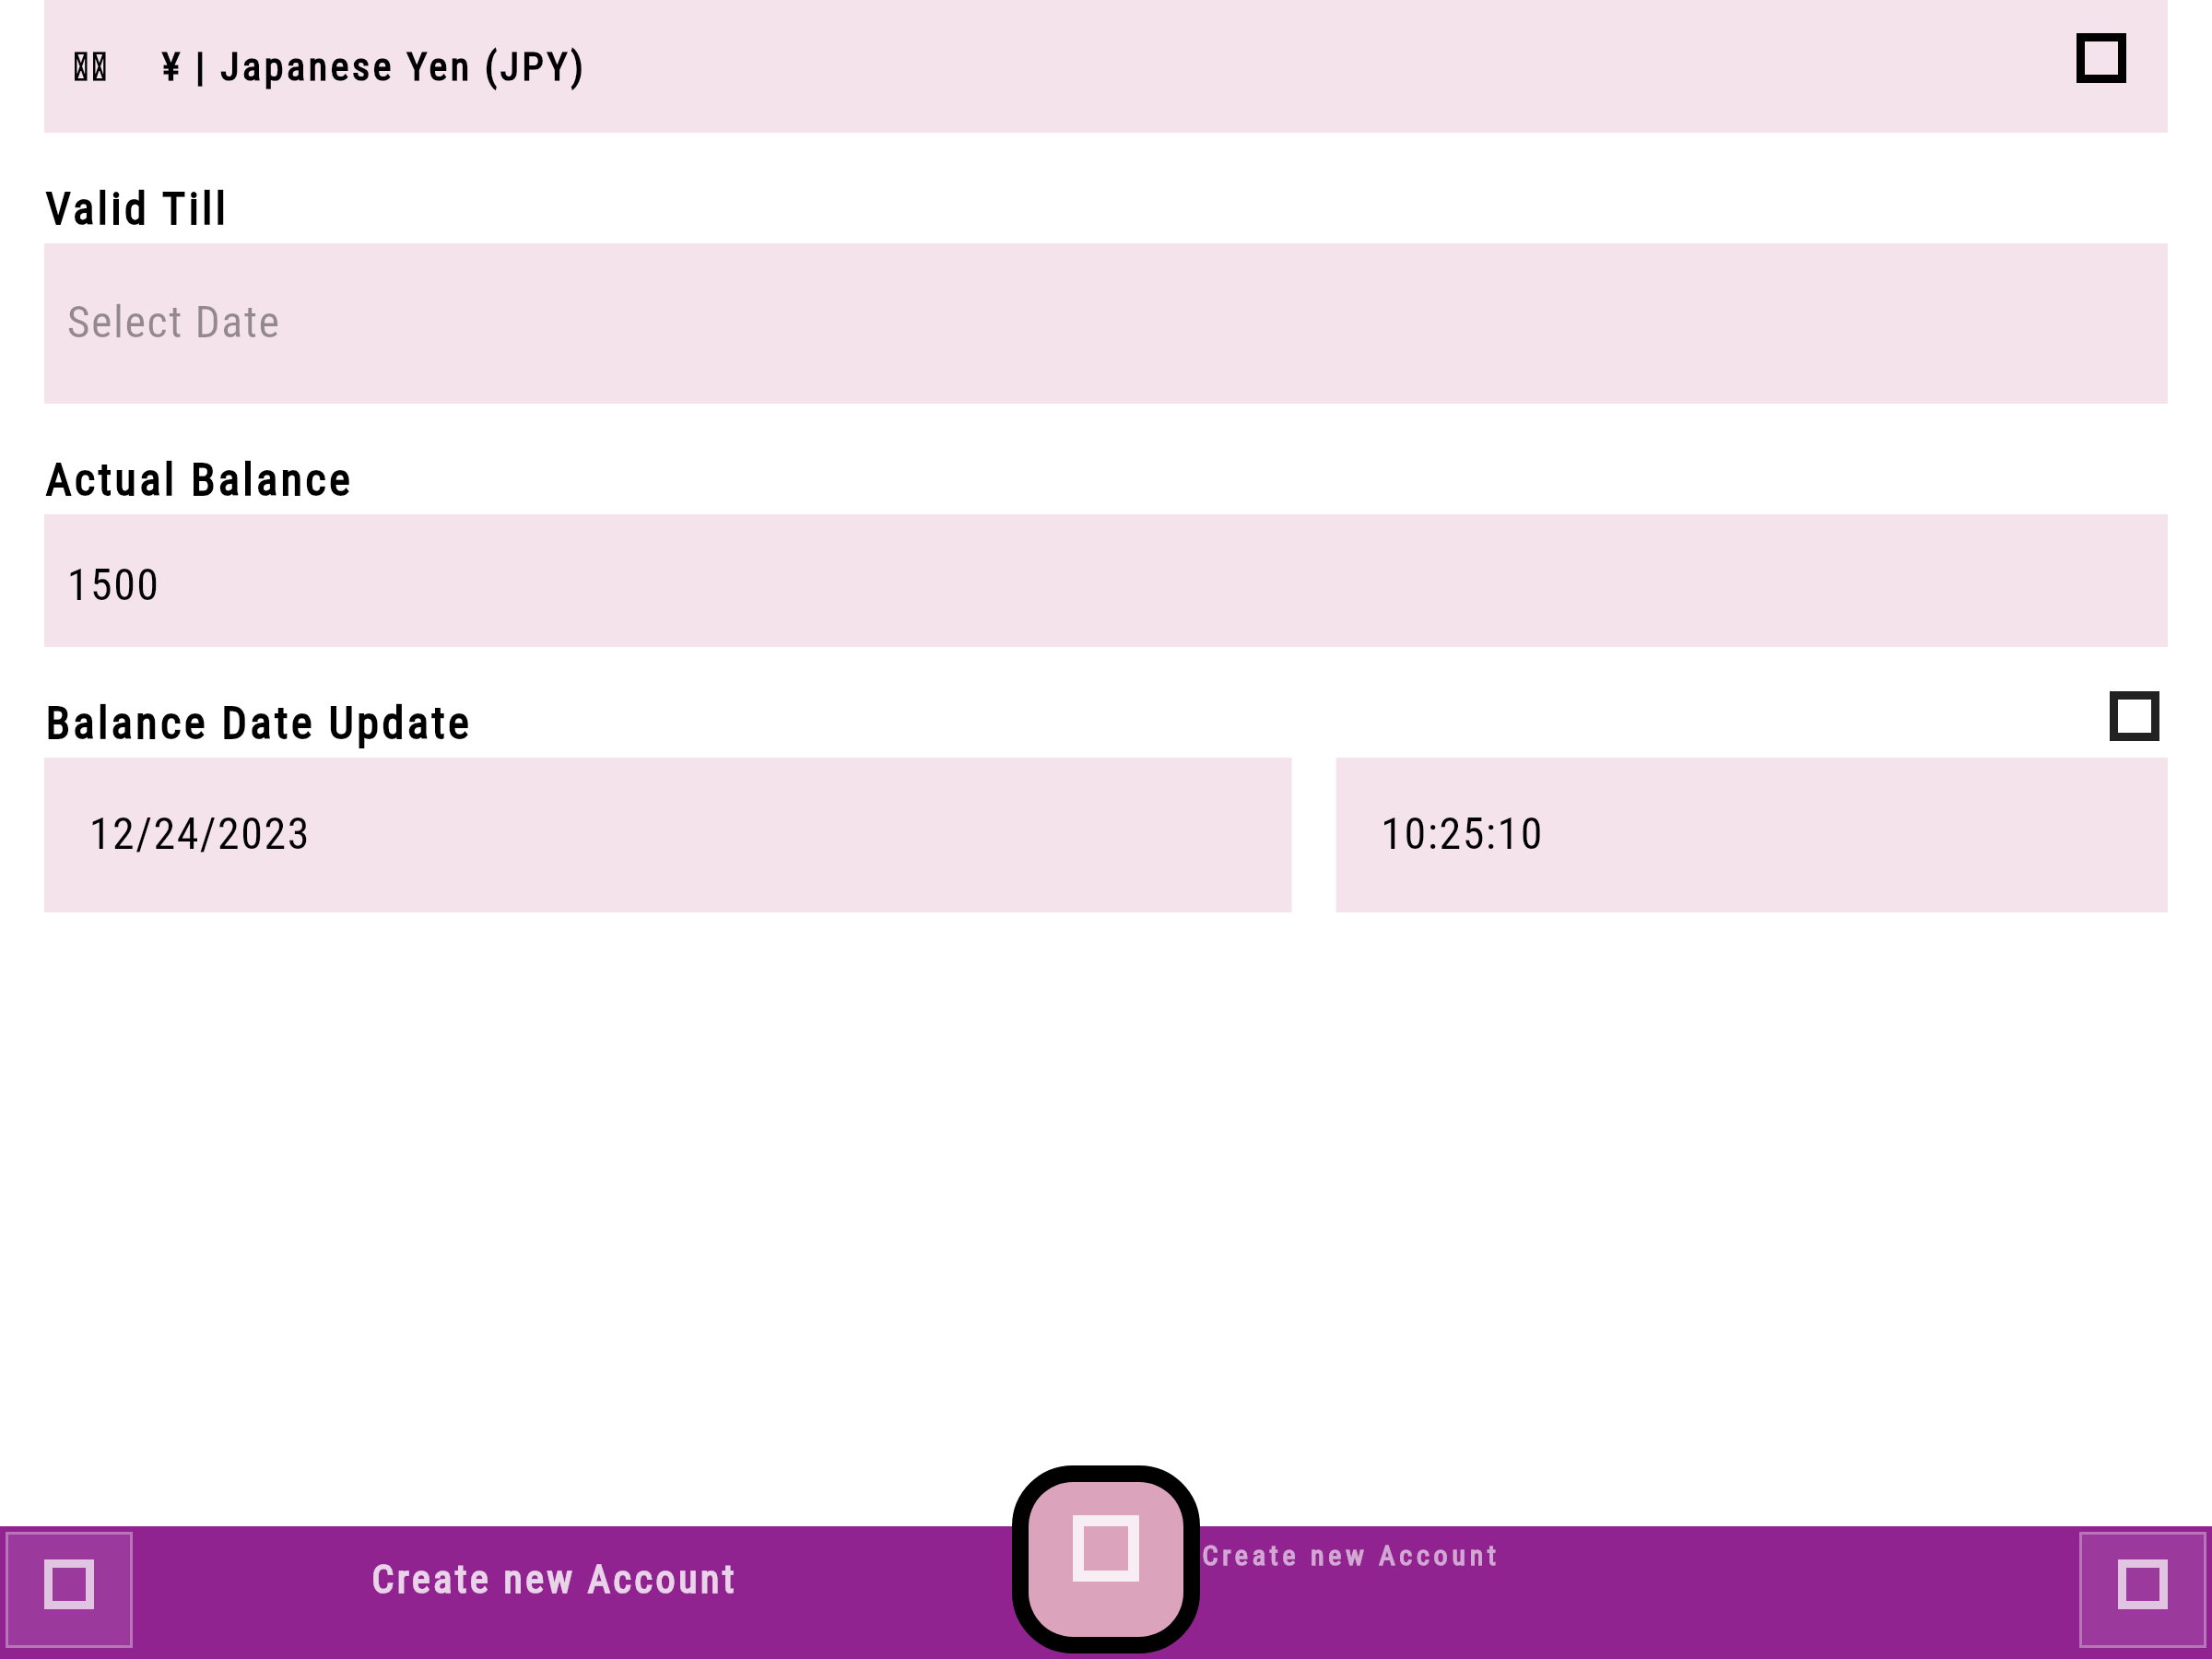 ¥ | Japanese Yen (JPY)
Valid Till
Select Date
Actual Balance
1500
Balance Date Update
12/24/2023 10:25:10
Create new Account
Create new Account